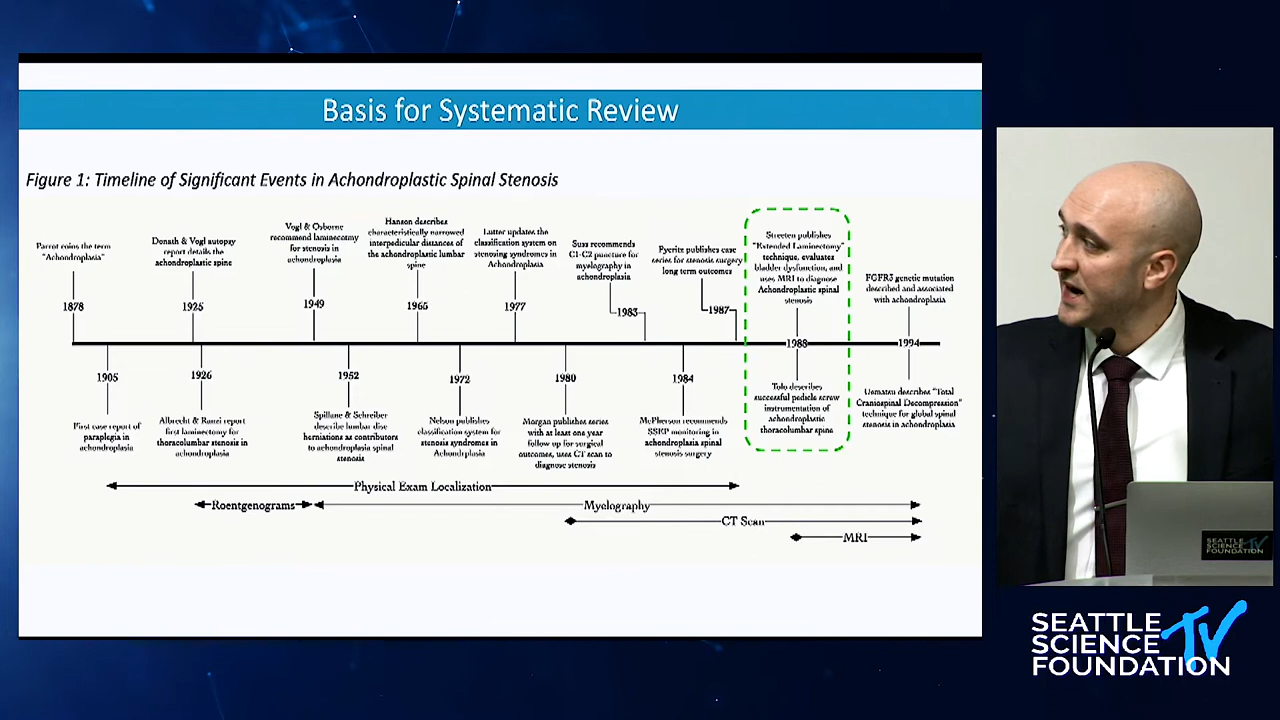 Basis for Systematic Review
Figure 1: Timeline of Significant Events in Achondroplastic Spinal Stenosis
Parrot coins the term
"Achondroplasia"
1878
Donath & Vogl autopsy
report details the
achondroplastic spine
1925
Vogl & Osborne
recommend laminectomy
for stenosis in
achondroplasia
1949
Hanson describes
characteristically narrowed
interpedicular distances of
the achondroplastic lumbar
spine
1965
Lutter updates the
classification system on
stenosing syndromes in
Achondroplasia
1977
Suss recommends
C1-C2 puncture for
myelography in
achondroplasia
1983
Pyeritz publishes case
series for stenosis surgery
long term outcomes
1987
Streeten publishes
"Extended Laminectomy"
technique, evaluates
bladder dysfunction, and
uses MRI to diagnose
Achondroplastic spinal
stenosis
1988
FGFR3 genetic mutation
described and associated
with achondroplasia
1994
1905
First case report of
paraplegia in
achondroplasia
1926
Albrecht & Ranzi report
first laminectomy for
thoracolumbar stenosis in
achondroplasia
1952
Spillane & Schreiber
describe lumbar disc
herniations as contributors
to achondroplasia spinal
stenosis
1972
Nelson publishes
classification system for
stenosis syndromes in
Achondrplasia
1980
Morgan publishes series
with at least one year
follow up for surgical
outcomes, uses CT scan to
diagnose stenosis
1984
McPherson recommends
SSEP monitoring in
achondroplasia spinal
stenosis surgery
Tolo describes
successful pedicle screw
instrumentation of
achondroplastic
thoracolumbar spine
Uematsu describes "Total
Craniospinal Decompression"
technique for global spinal
stenosis in achondroplasia
Physical Exam Localization
Roentgenograms
Myelography
CT Scan
MRI
SEATTLE
SCIENCE TV
FOUNDATION
SEATTLE
SCIENCE TV
FOUNDATION